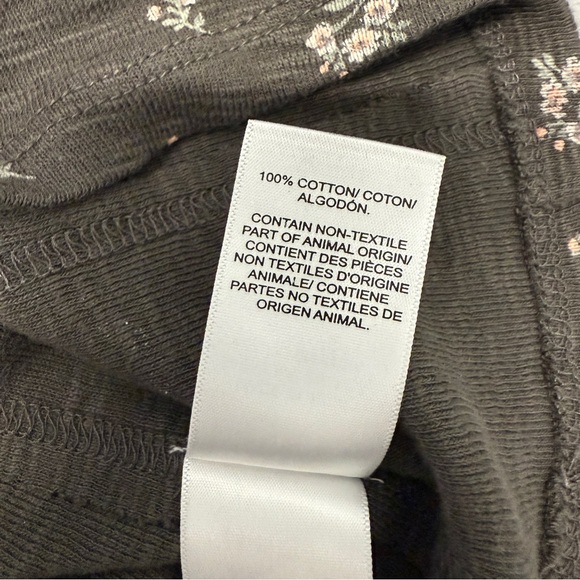 100% COTTON/ COTON/
ALGODÓN.
CONTAIN NON-TEXTILE
PART OF ANIMAL ORIGIN/
CONTIENT DES PIÈCES
NON TEXTILES D'ORIGINE
ANIMALE/ CONTIENE
PARTES NO TEXTILES DE
ORIGEN ANIMAL.